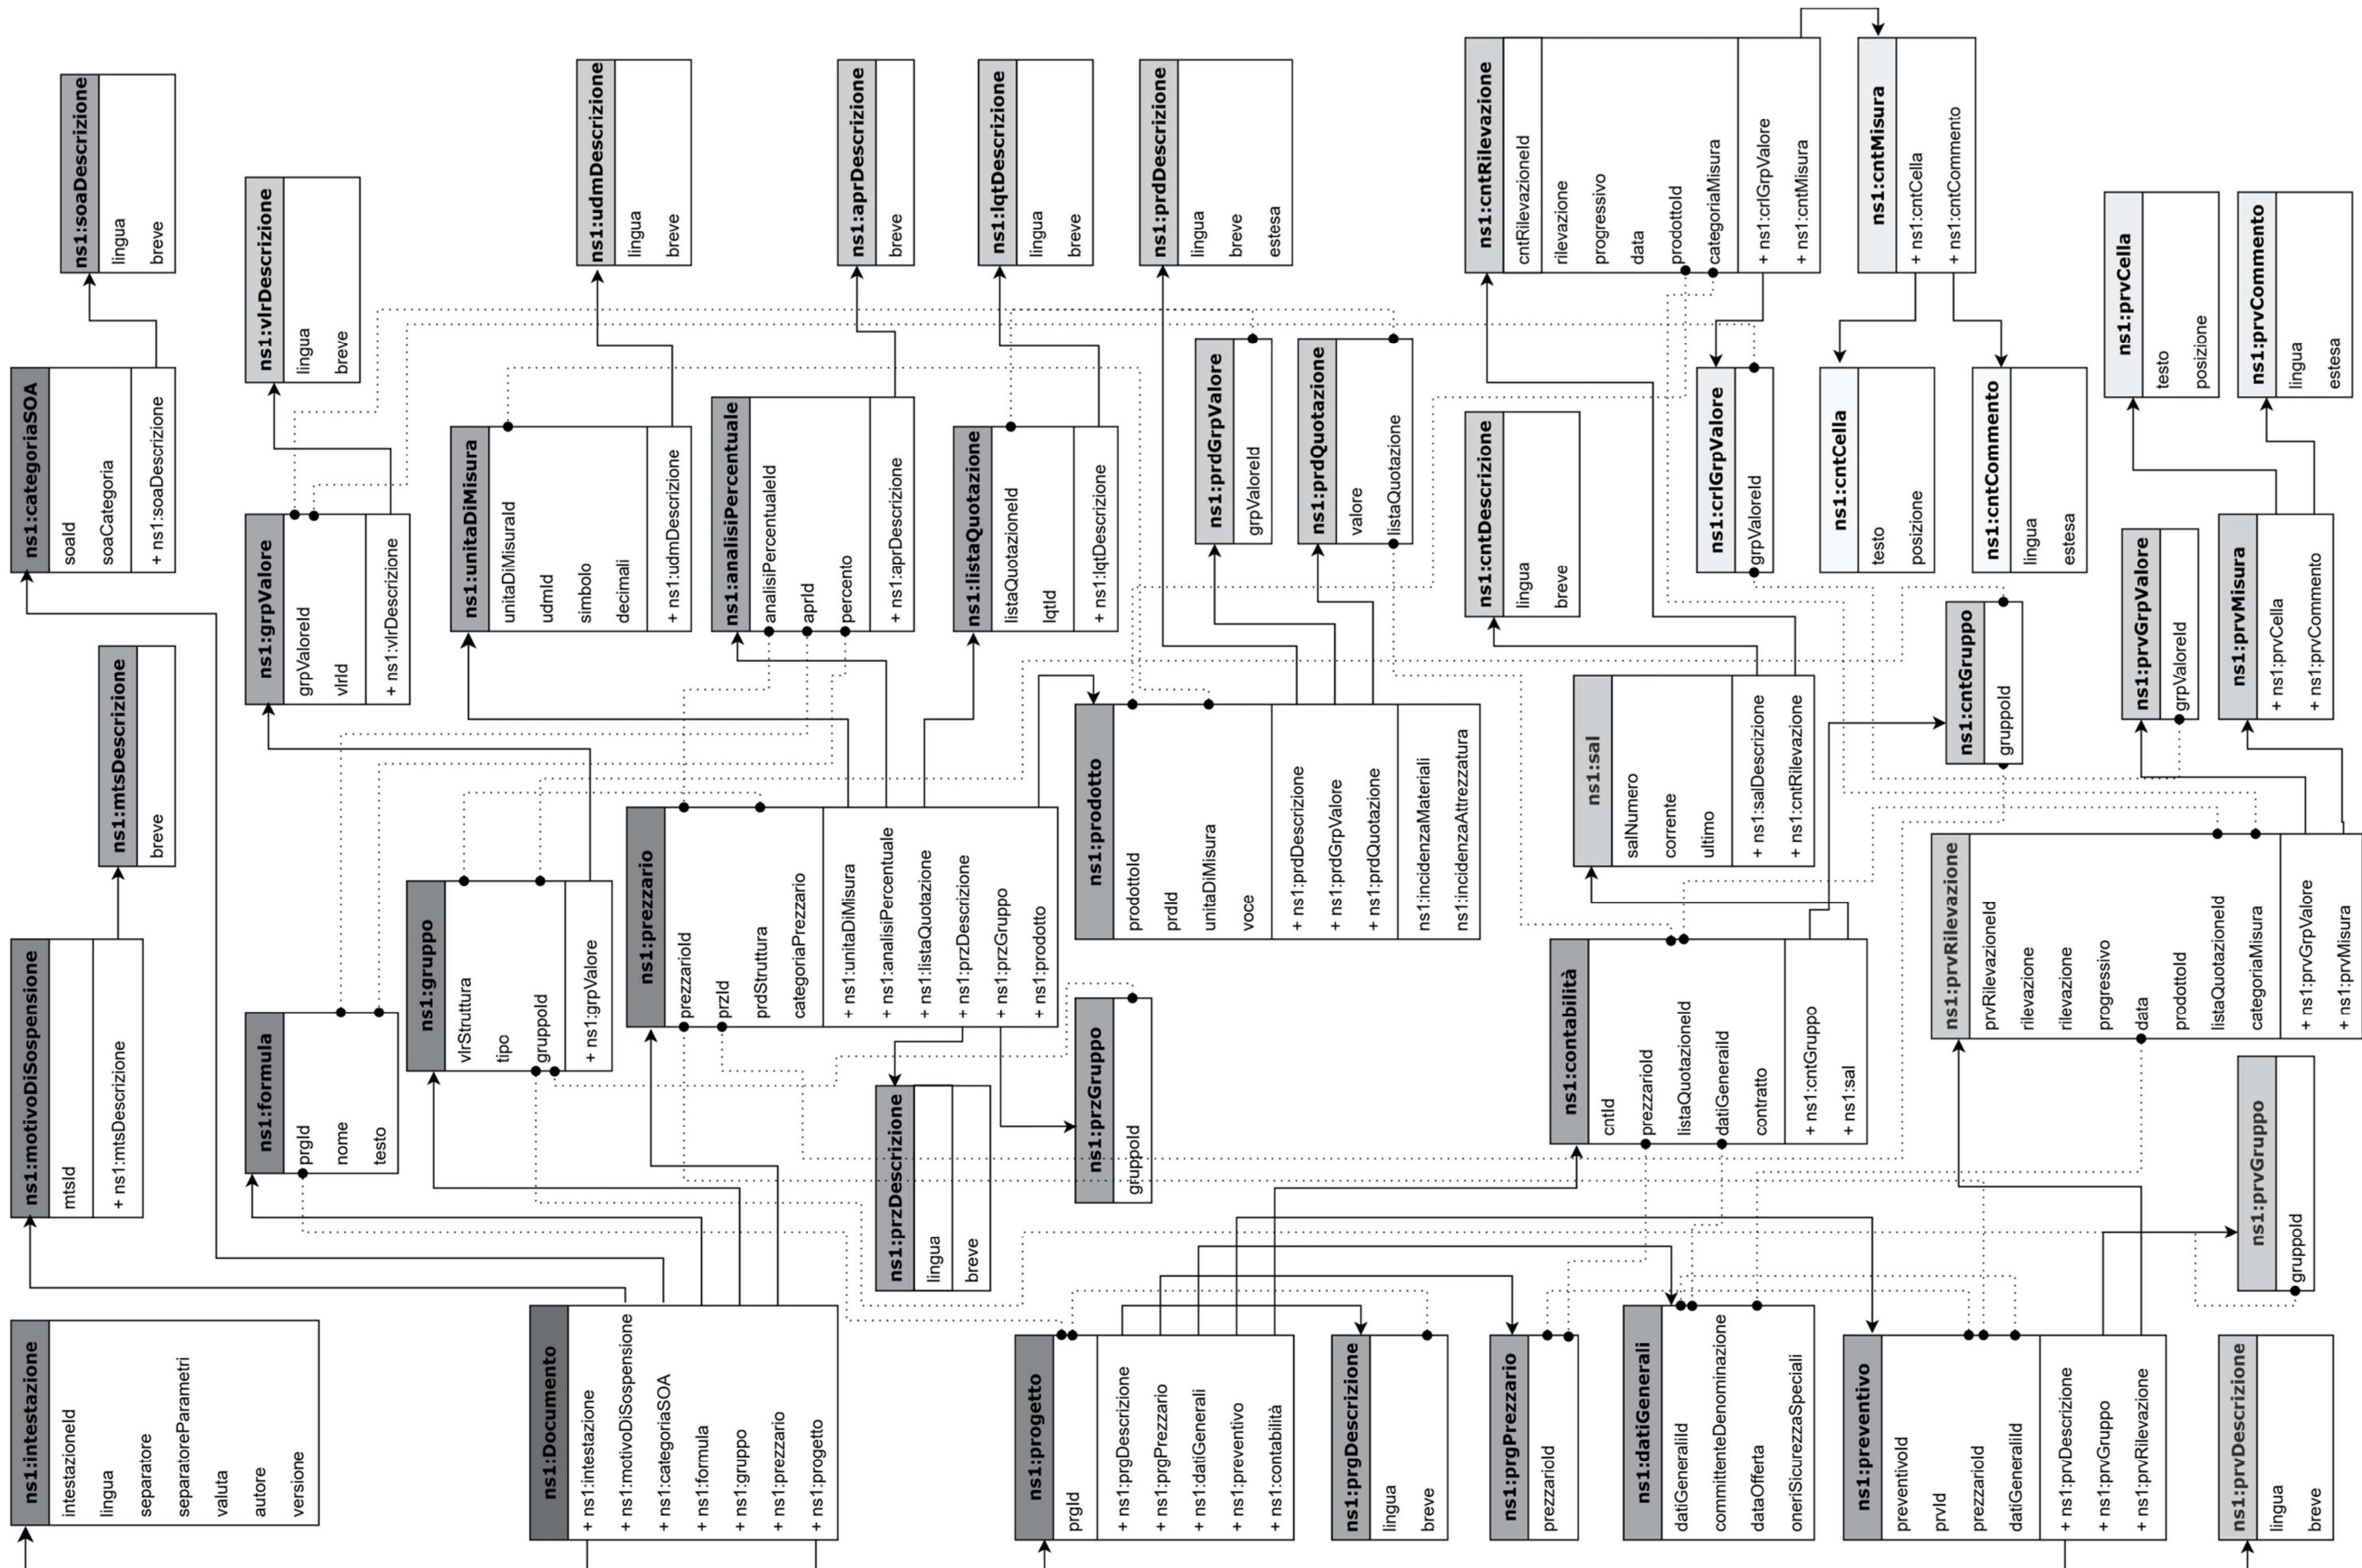 ns1:intestazione
intestazioneId
lingua
separatore
separatoreParametri
valuta
autore
versione
ns1:motivoDiSospensione
mtsId
+ ns1:mtsDescrizione
ns1:mtsDescrizione
breve
ns1:categoriaSOA
soaId
soaCategoria
+ ns1:soaDescrizione
ns1:soaDescrizione
lingua
breve
ns1:formula
prgId
nome
testo
ns1:grpValore
grpValoreId
vlrId
+ ns1:vlrDescrizione
ns1:vlrDescrizione
lingua
breve
ns1:gruppo
vlrStruttura
tipo
gruppoId
+ ns1:grpValore
ns1:unitaDiMisura
unitaDiMisuraId
udmId
simbolo
decimali
+ ns1:udmDescrizione
ns1:udmDescrizione
lingua
breve
ns1:Documento
+ ns1:intestazione
+ ns1:motivoDiSospensione
+ ns1:categoriaSOA
+ ns1:formula
+ ns1:gruppo
+ ns1:prezzario
+ ns1:progetto
ns1:prezzario
prezzarioId
przId
prdStruttura
categoriaPrezzario
+ ns1:unitaDiMisura
+ ns1:analisiPercentuale
+ ns1:listaQuotazione
+ ns1:przDescrizione
+ ns1:przGruppo
+ ns1:prodotto
ns1:analisiPercentuale
analisiPercentualeId
aprId
percento
+ ns1:aprDescrizione
ns1:aprDescrizione
breve
ns1:przDescrizione
lingua
breve
ns1:listaQuotazione
listaQuotazioneId
lqtId
+ ns1:lqtDescrizione
ns1:lqtDescrizione
lingua
breve
ns1:progetto
prgId
+ ns1:prgDescrizione
+ ns1:prgPrezzario
+ ns1:datiGenerali
+ ns1:preventivo
+ ns1:contabilità
ns1:przGruppo
gruppoId
ns1:prodotto
prodottoId
prdId
unitaDiMisura
voce
+ ns1:prdDescrizione
+ ns1:prdGrpValore
+ ns1:prdQuotazione
ns1:incidenzaMateriali
ns1:incidenzaAttrezzatura
ns1:prdDescrizione
lingua
breve
estesa
ns1:prdGrpValore
grpValoreId
ns1:prdQuotazione
valore
listaQuotazione
ns1:prgDescrizione
lingua
breve
ns1:prgPrezzario
prezzarioId
ns1:cntDescrizione
lingua
breve
ns1:cntRilevazione
cntRilevazioneId
rilevazione
progressivo
data
prodottoId
categoriaMisura
+ ns1:crlGrpValore
+ ns1:cntMisura
ns1:datiGenerali
datiGeneraliId
committenteDenominazione
dataOfferta
oneriSicurezzaSpeciali
ns1:contabilità
cntId
prezzarioId
listaQuotazioneId
datiGeneraliId
contratto
+ ns1:cntGruppo
+ ns1:sal
ns1:sal
salNumero
corrente
ultimo
+ ns1:salDescrizione
+ ns1:cntRilevazione
ns1:crlGrpValore
grpValoreId
ns1:cntCella
testo
posizione
ns1:cntMisura
+ ns1:cntCella
+ ns1:cntCommento
ns1:cntCommento
lingua
estesa
ns1:preventivo
preventivoId
prvId
prezzarioId
datiGeneraliId
+ ns1:prvDescrizione
+ ns1:prvGruppo
+ ns1:prvRilevazione
ns1:prvRilevazione
prvRilevazioneId
rilevazione
rilevazione
progressivo
data
prodottoId
listaQuotazioneId
categoriaMisura
+ ns1:prvGrpValore
+ ns1:prvMisura
ns1:cntGruppo
gruppoId
ns1:prvGrpValore
grpValoreId
ns1:prvCella
testo
posizione
ns1:prvDescrizione
lingua
breve
ns1:prvGruppo
gruppoId
ns1:prvMisura
+ ns1:prvCella
+ ns1:prvCommento
ns1:prvCommento
lingua
estesa